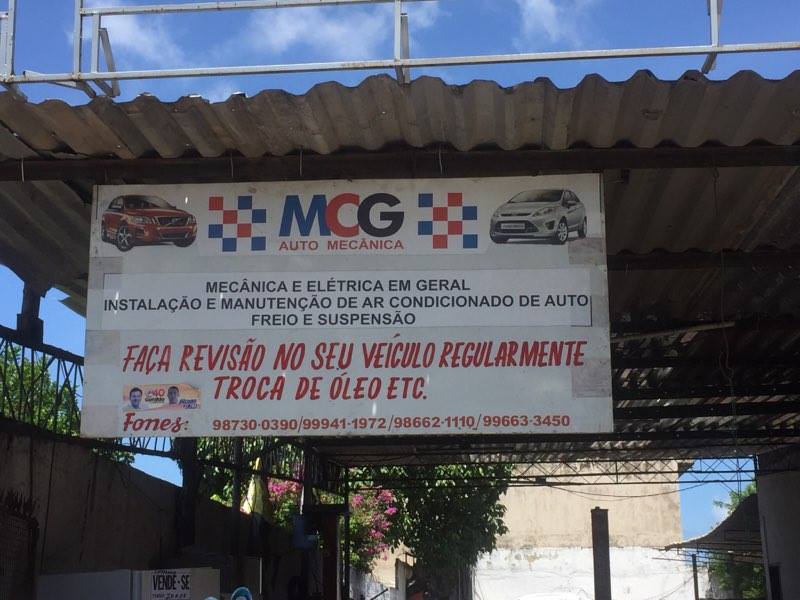 MCG
AUTO MECÂNICA
MECÂNICA E ELÉTRICA EM GERAL
INSTALAÇÃO E MANUTENÇÃO DE AR CONDICIONADO DE AUTO
FREIO E SUSPENSÃO
FAÇA REVISÃO NO SEU VEÍCULO REGULARMENTE
TROCA DE ÓLEO ETC.
40
Fones: 98730-0390/99941-1972/98662-1110/99663-3450
VENDE-SE